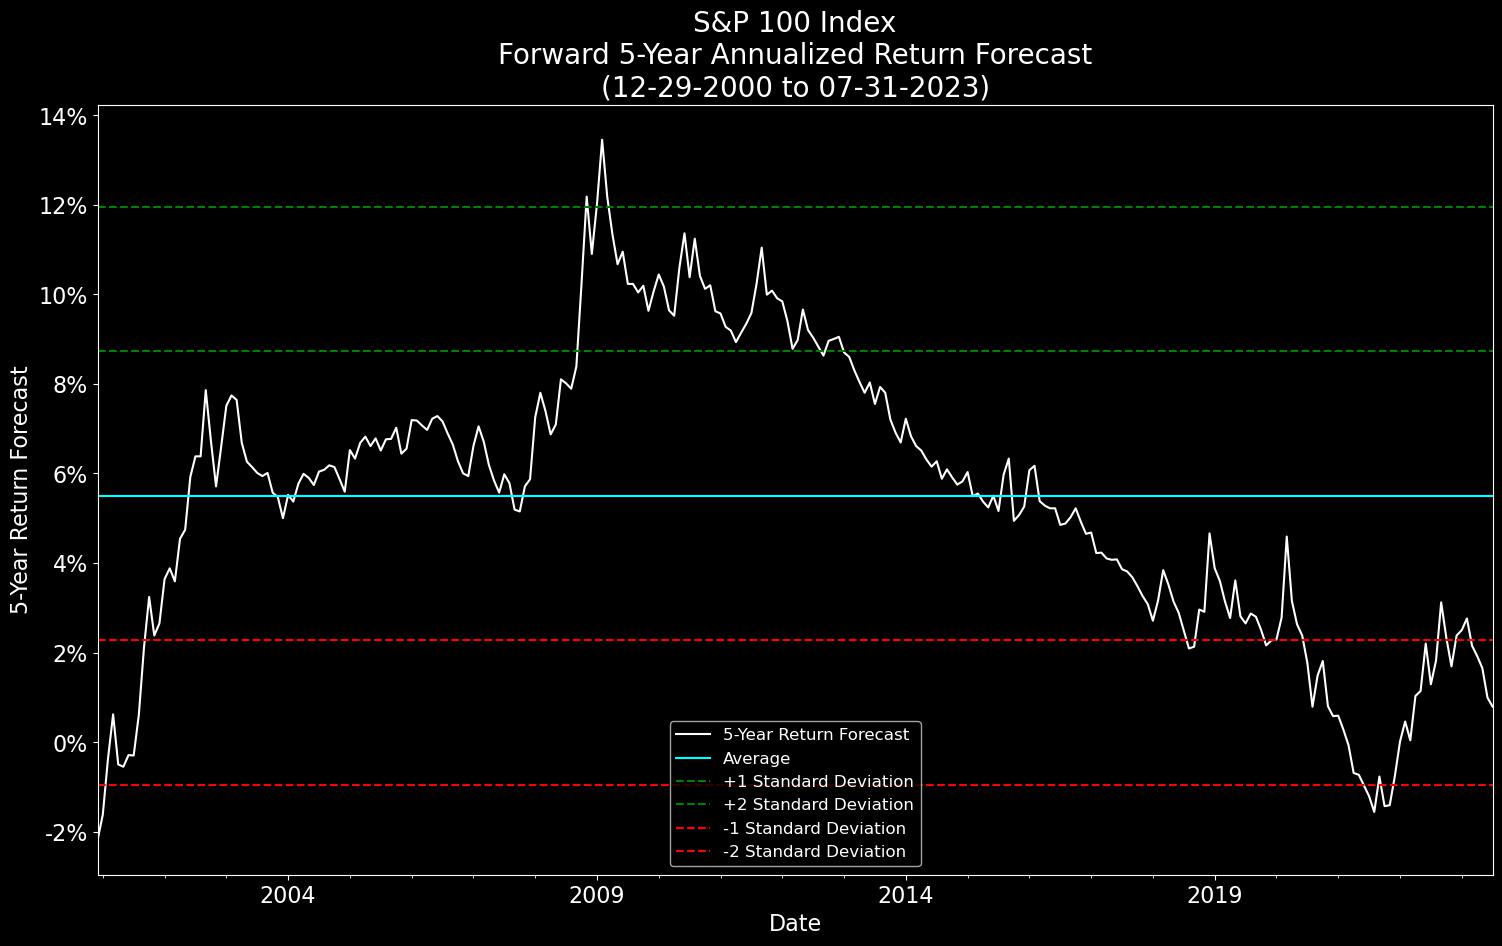 S&P 100 Index
Forward 5-Year Annualized Return Forecast
(12-29-2000 to 07-31-2023)
14%
12%
10%
8%
6%
4%
2%
0%
-2%
5-Year Return Forecast
5-Year Return Forecast
Average
+1 Standard Deviation
+2 Standard Deviation
-1 Standard Deviation
-2 Standard Deviation
2004 2009 2014 2019
Date